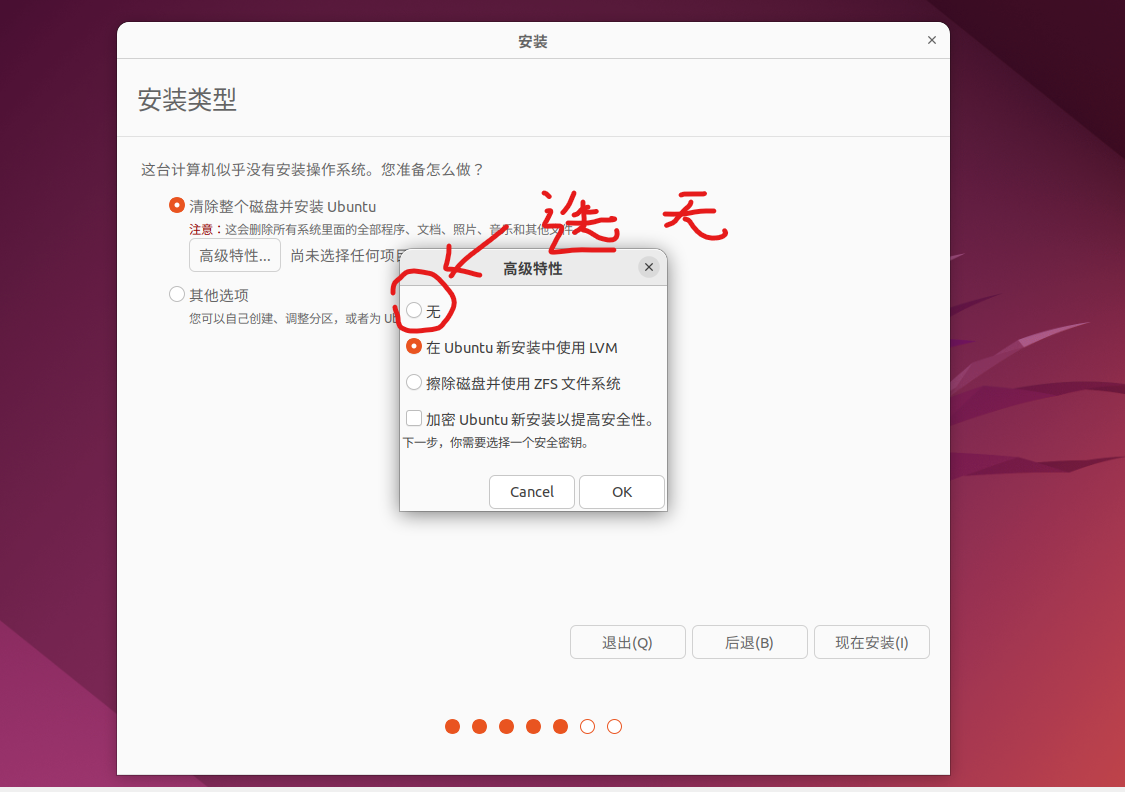 安装
安装类型
这台计算机似乎没有安装操作系统。您准备怎么做？
清除整个磁盘并安装 Ubuntu
注意：这会删除所有系统里面的全部程序、文档、照片、音乐和其他文件
选 无
高级特性... 尚未选择任何项目
高级特性
其他选项
您可以自己创建、调整分区，或者为 Ub
无
在 Ubuntu 新安装中使用 LVM
擦除磁盘并使用 ZFS 文件系统
加密 Ubuntu 新安装以提高安全性。
下一步，你需要选择一个安全密钥。
Cancel OK
退出(Q) 后退(B) 现在安装(I)